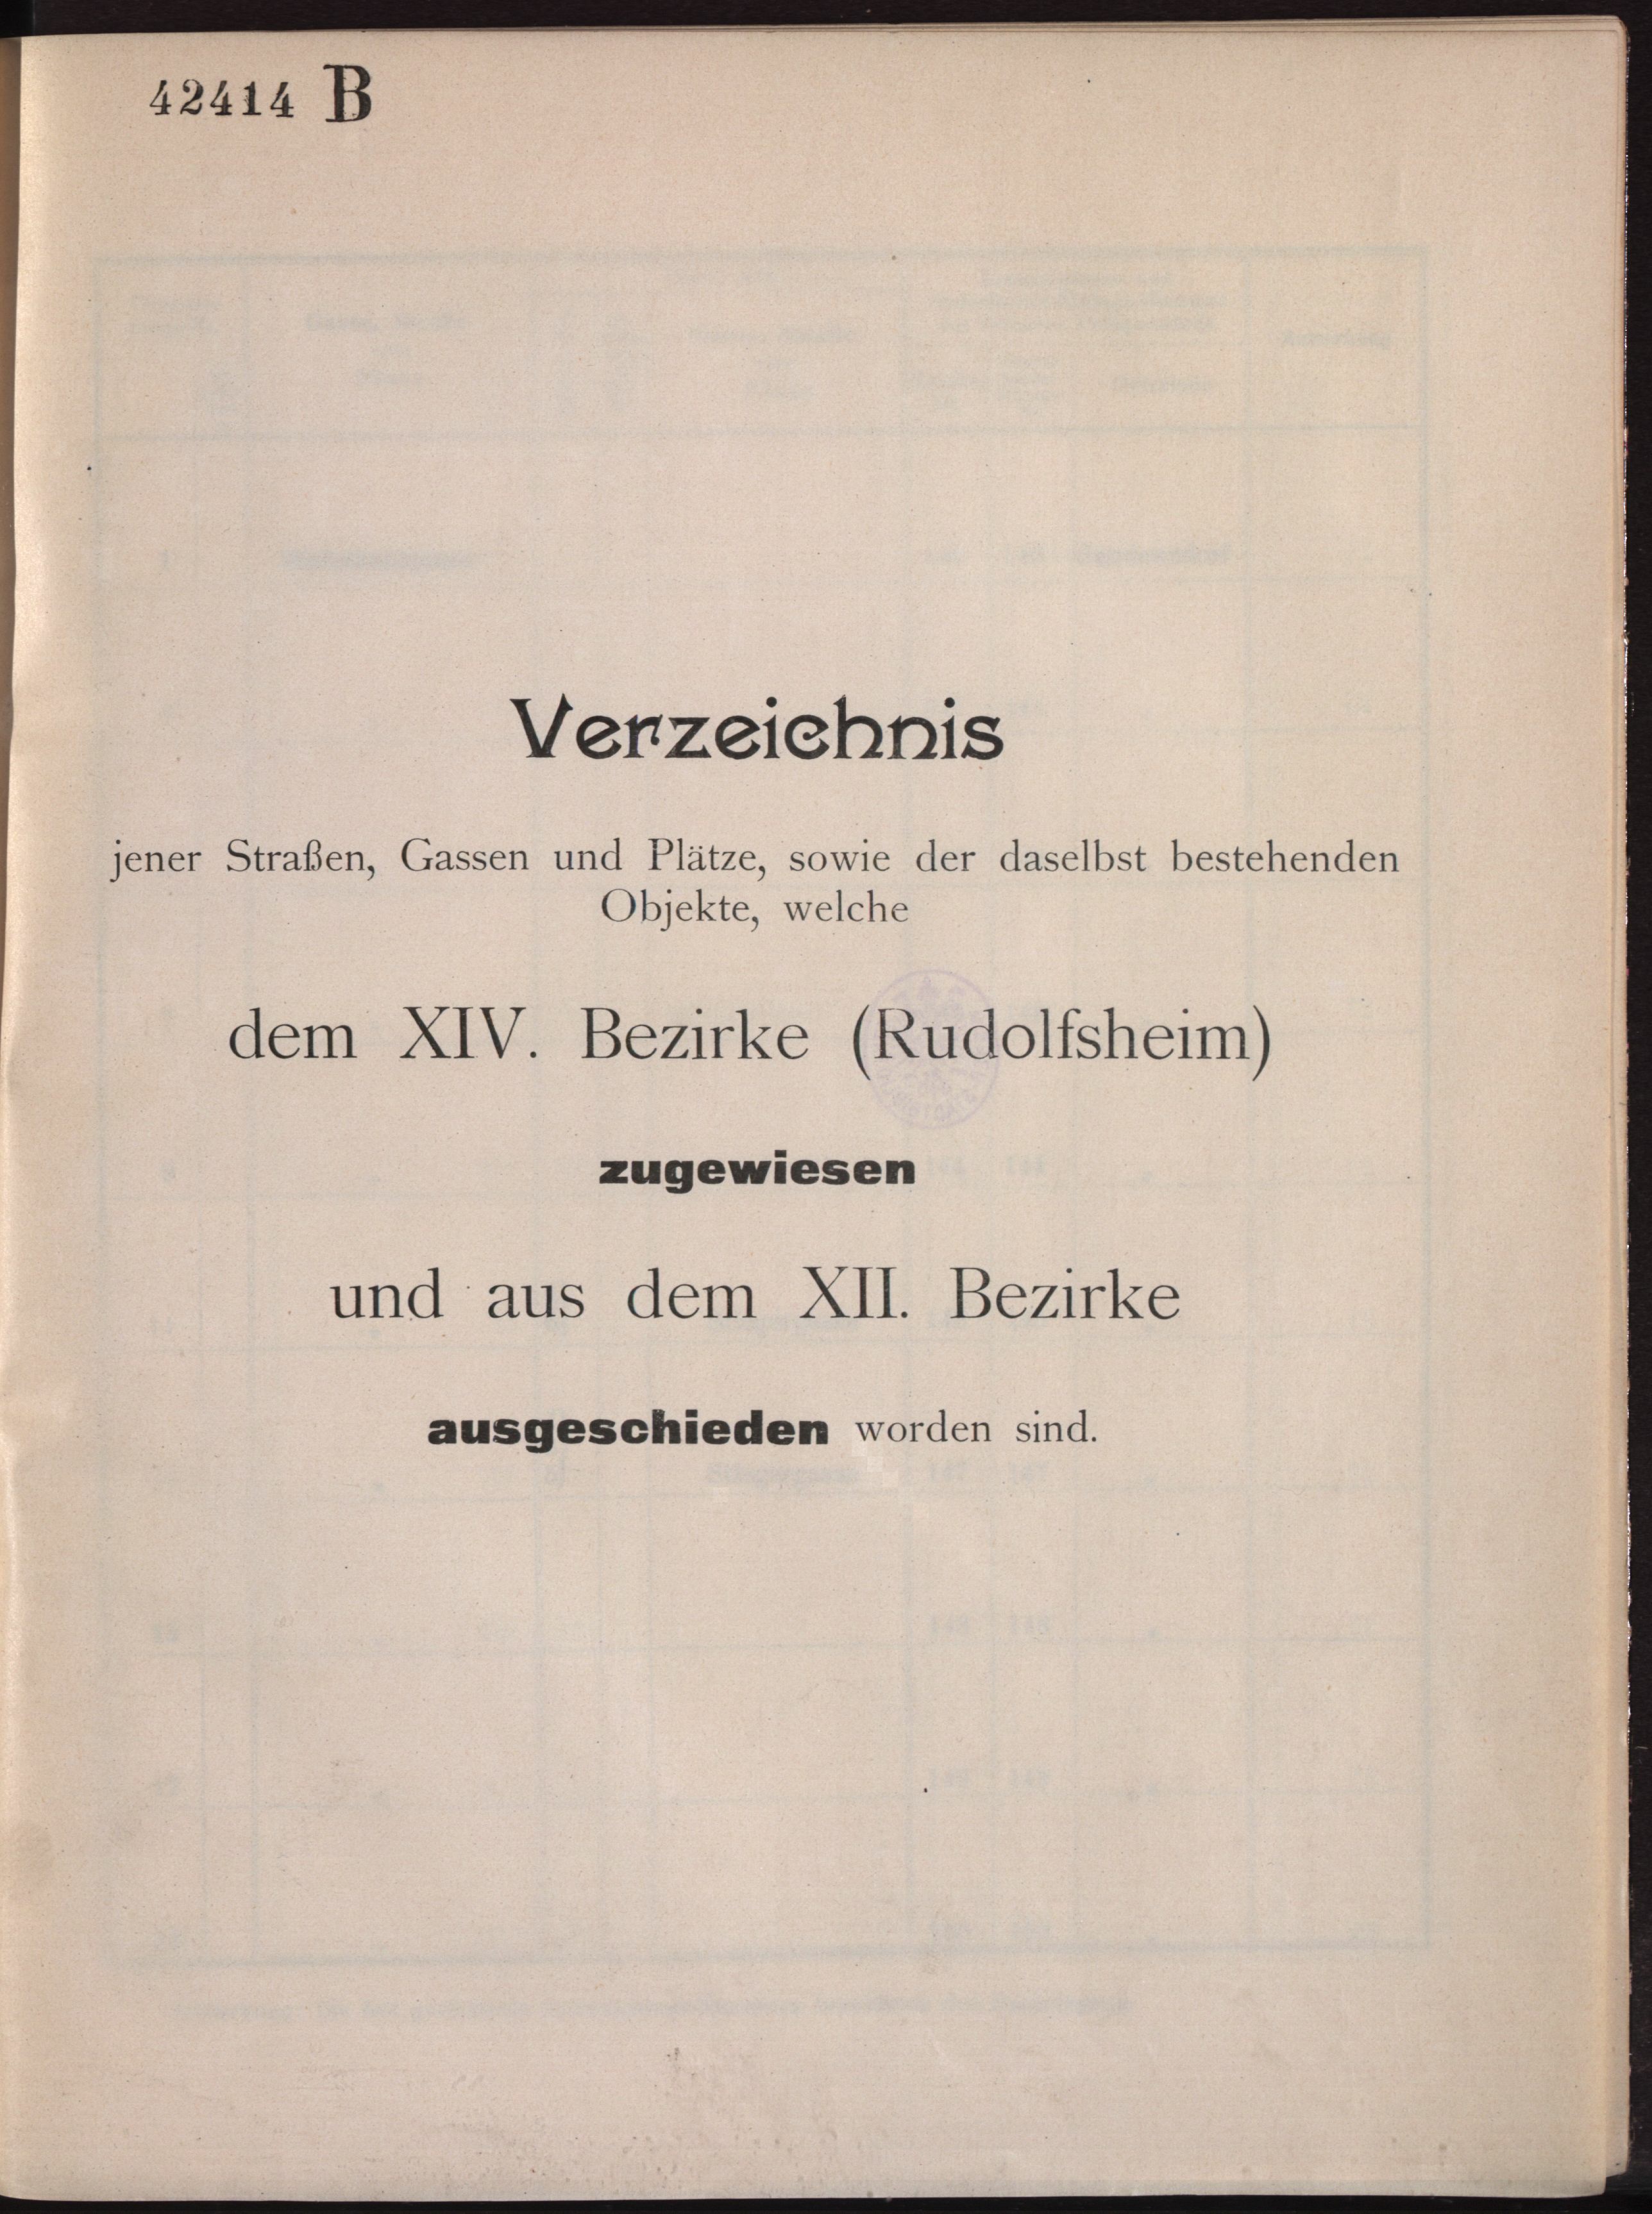 42414 B
Verzeichnis
jener Straßen, Gassen und Plätze, sowie der daselbst bestehenden
Objekte, welche
dem XIV. Bezirke (Rudolfsheim)
zugewiesen
und aus dem XII. Bezirke
ausgeschieden worden sind.